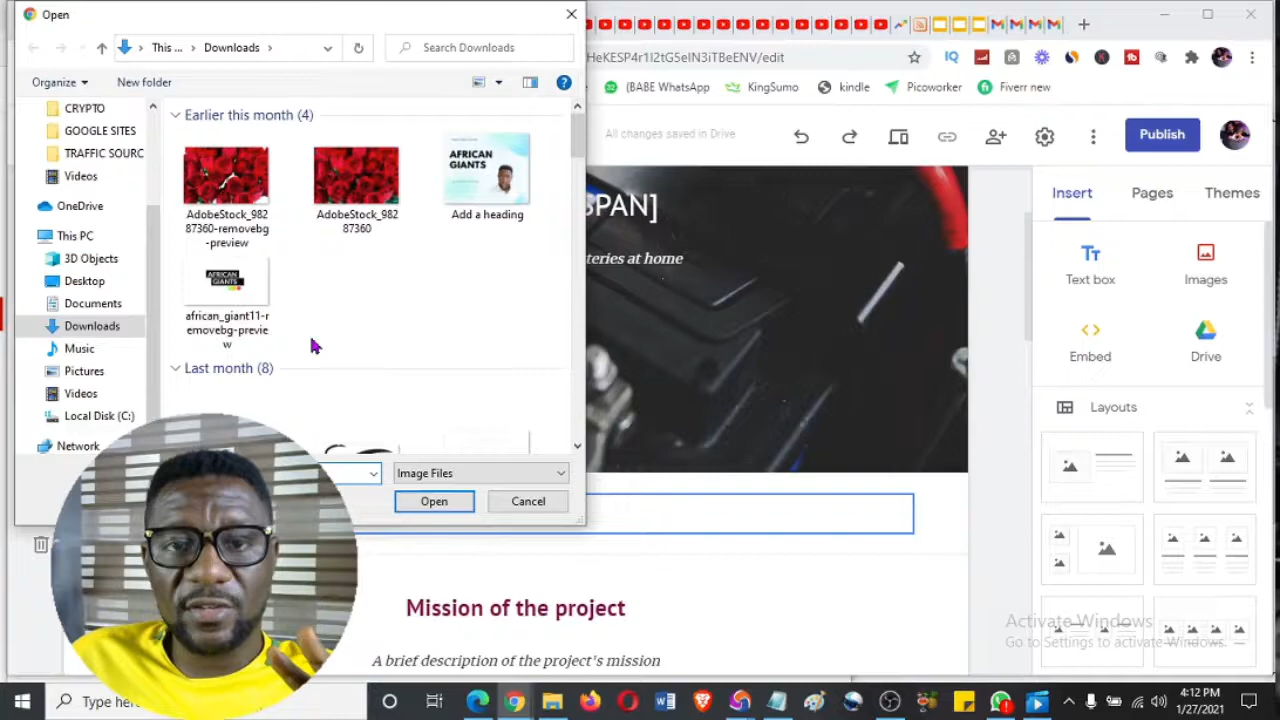 Open
This ...
Downloads
Search Downloads
HeKESP4r1I2tG5eIN3iTBeENV/edit
Organize
New folder
(BABE WhatsApp
KingSumo
kindle
Picoworker
Fiverr new
CRYPTO
GOOGLE SITES
TRAFFIC SOURC
Videos
OneDrive
This PC
3D Objects
Desktop
Documents
Downloads
Music
Pictures
Videos
Local Disk (C:)
Network
Earlier this month (4)
AFRICAN
GIANTS
AdobeStock_982
87360-removebg
-preview
AdobeStock_982
87360
Add a heading
AFRICAN
GIANTS
african_giant11-r
emovebg-previe
w
Last month (8)
Image Files
Open
Cancel
All changes saved in Drive
Publish
SPAN]
teries at home
Mission of the project
A brief description of the project's mission
Insert
Pages
Themes
Text box
Images
Embed
Drive
Layouts
Activate Windows
Go to Settings to activate Windows.
Type her
4:12 PM
1/27/2021